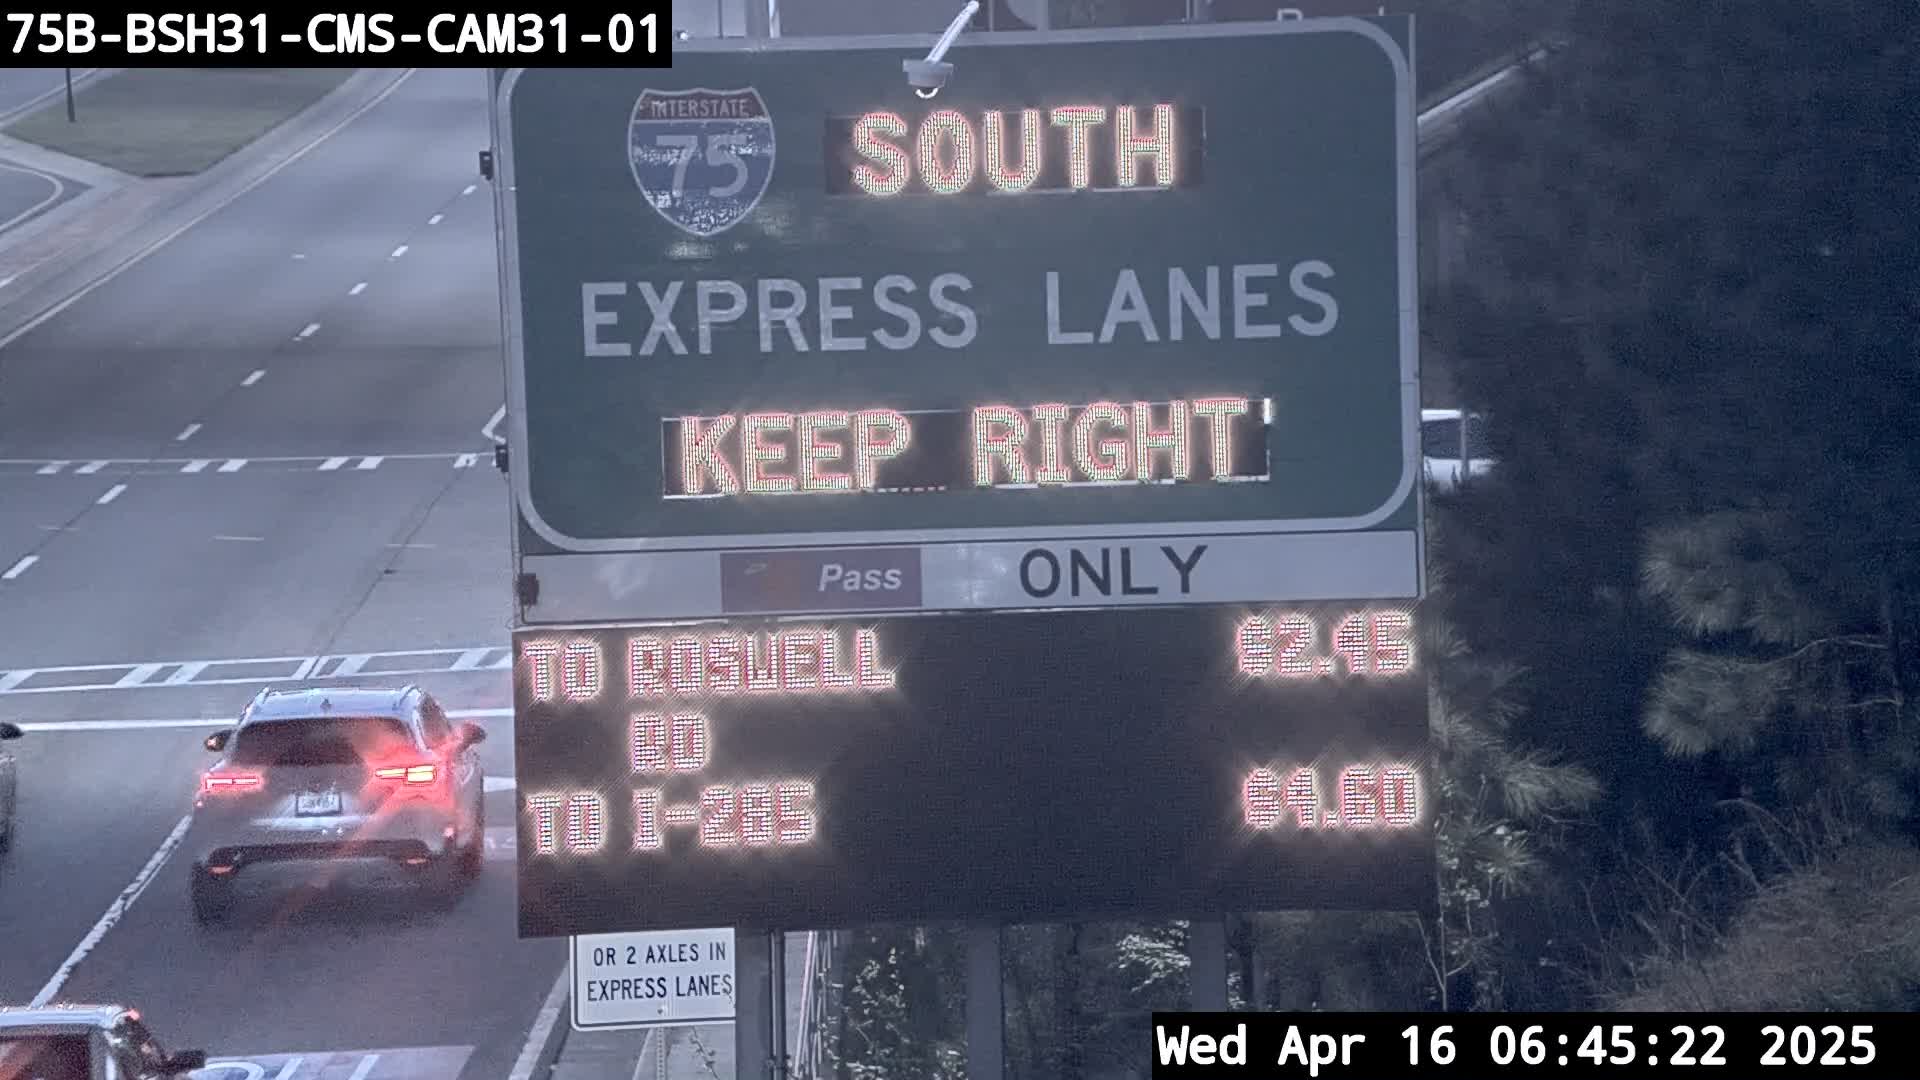 75B-BSH31-CMS-CAM31-01
INTERSTATE
75
SOUTH
EXPRESS LANES
KEEP RIGHT
Pass ONLY
TO ROSWELL $2.45
RD
TO I-285 $4.60
OR 2 AXLES IN
EXPRESS LANES
Wed Apr 16 06:45:22 2025